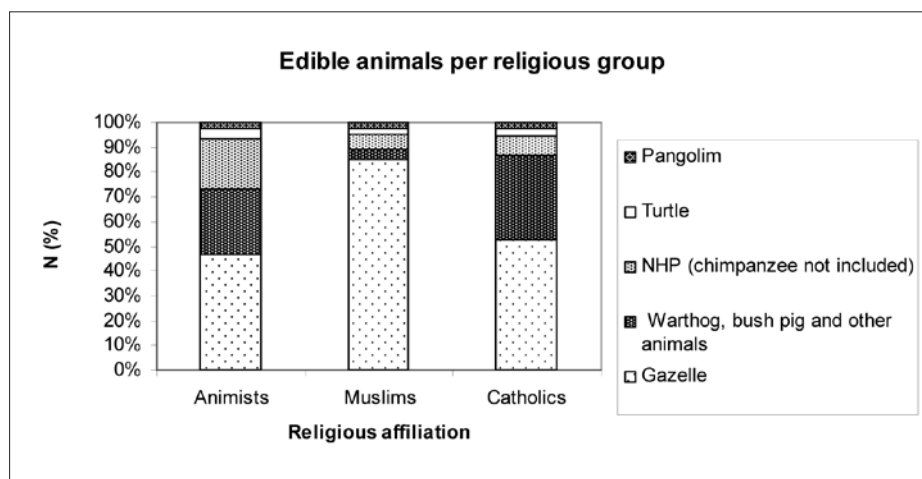 Edible animals per religious group
100%
90%
80%
70%
60%
50%
40%
30%
20%
10%
0%
N (%)
Animists
Muslims
Catholics
Religious affiliation
Pangolim
Turtle
NHP (chimpanzee not included)
Warthog, bush pig and other
animals
Gazelle